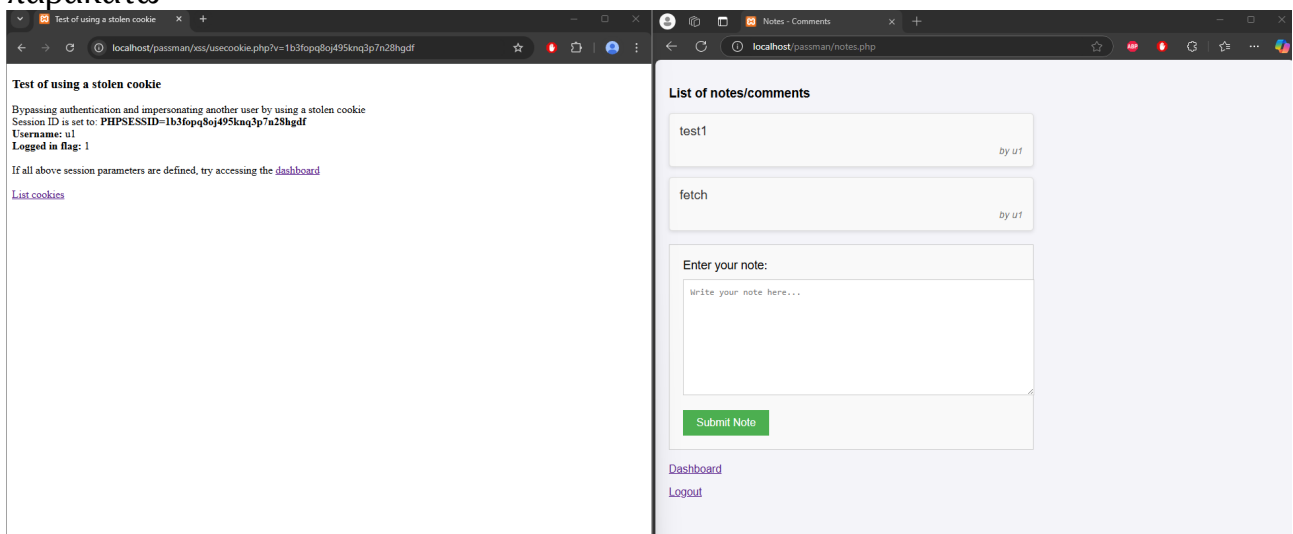 Test of using a stolen cookie
localhost/passman/xss/usecookie.php?v=1b3fopq8oj495knq3p7n28hgdf
Test of using a stolen cookie
Bypassing authentication and impersonating another user by using a stolen cookie
Session ID is set to: PHPSESSID=1b3fopq8oj495knq3p7n28hgdf
Username: u1
Logged in flag: 1
If all above session parameters are defined, try accessing the dashboard
List cookies
Notes - Comments
localhost/passman/notes.php
ABP
List of notes/comments
test1
by u1
fetch
by u1
Enter your note:
Write your note here...
Submit Note
Dashboard
Logout